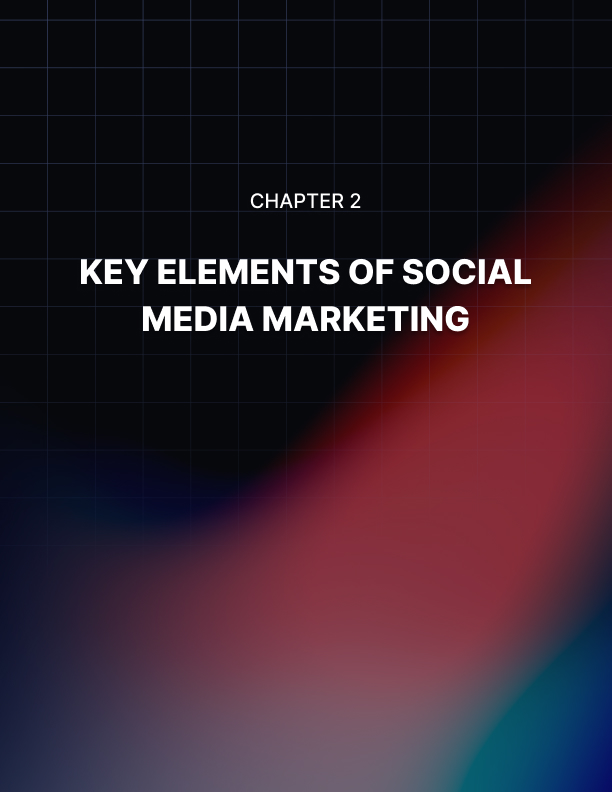 CHAPTER 2
KEY ELEMENTS OF SOCIAL
MEDIA MARKETING